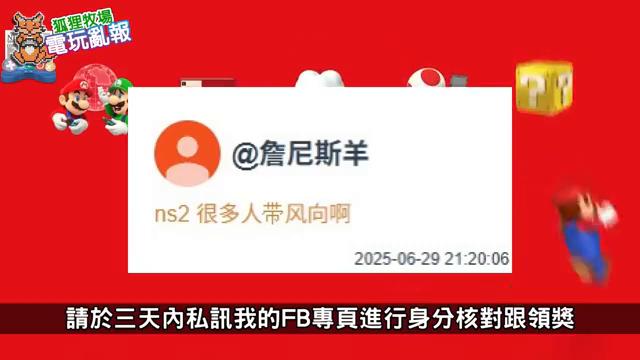 狐狸牧場
電玩亂報
@詹尼斯羊
ns2 很多人带风向啊
2025-06-29 21:20:06
請於三天內私訊我的FB專頁進行身分核對跟領獎